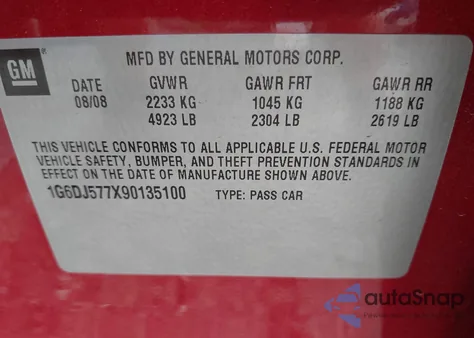 GM
MFD BY GENERAL MOTORS CORP.
DATE GVWR GAWR FRT GAWR RR
08/08 2233 KG 1045 KG 1188 KG
4923 LB 2304 LB 2619 LB
THIS VEHICLE CONFORMS TO ALL APPLICABLE U.S. FEDERAL MOTOR
VEHICLE SAFETY, BUMPER, AND THEFT PREVENTION STANDARDS IN
EFFECT ON THE DATE OF MANUFACTURE SHOWN ABOVE.
1G6DJ577X90135100 TYPE: PASS CAR
autoSnap